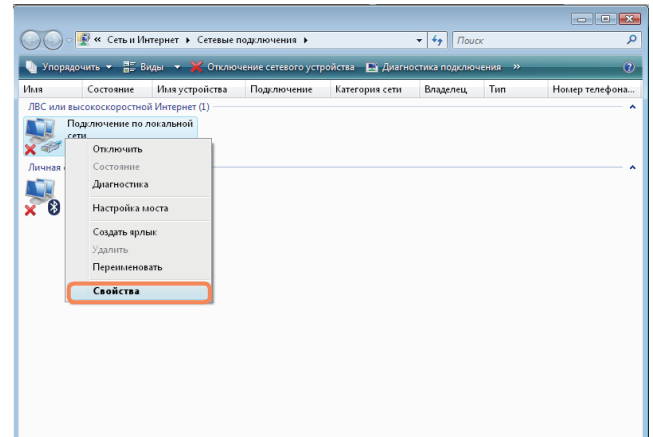 « Сеть и Интернет ▸ Сетевые подключения ▸ Поиск
Упорядочить Виды Отключение сетевого устройства Диагностика подключения »
Имя Состояние Имя устройства Подключение Категория сети Владелец Тип Номер телефона...
ЛВС или высокоскоростной Интернет (1)
Подключение по локальной
сети
Отключить
Личная
Состояние
Диагностика
Настройка моста
Создать ярлык
Удалить
Переименовать
Свойства